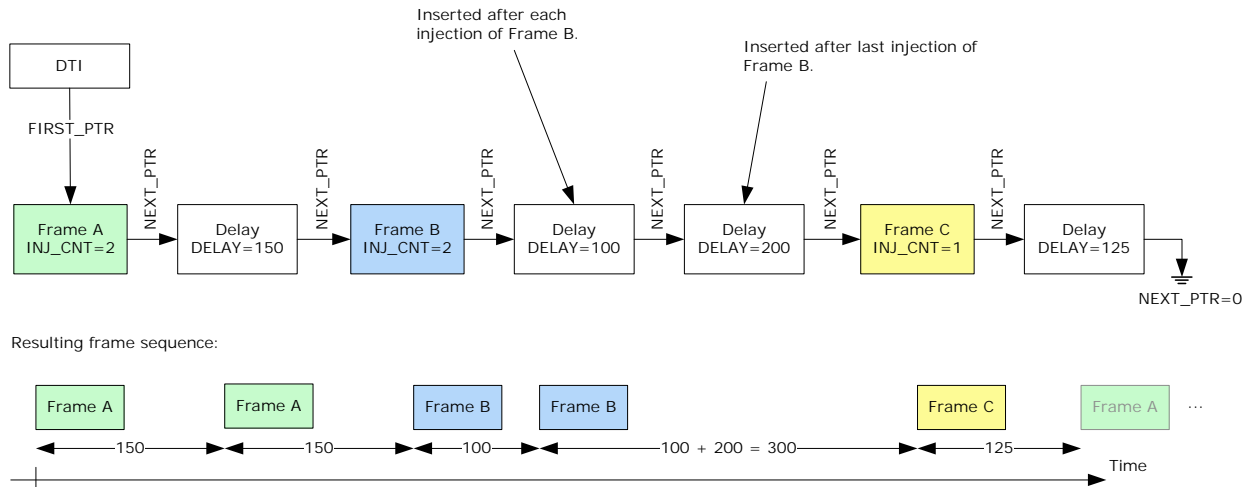 Inserted after each
injection of Frame B.
Inserted after last injection of
Frame B.
DTI
FIRST_PTR
NEXT_PTR
NEXT_PTR
NEXT_PTR
NEXT_PTR
NEXT_PTR
NEXT_PTR
Frame A
INJ_CNT=2
Delay
DELAY=150
Frame B
INJ_CNT=2
Delay
DELAY=100
Delay
DELAY=200
Frame C
INJ_CNT=1
Delay
DELAY=125
NEXT_PTR=0
Resulting frame sequence:
Frame A
Frame A
Frame B
Frame B
Frame C
Frame A
...
150
150
100
100 + 200 = 300
125
Time